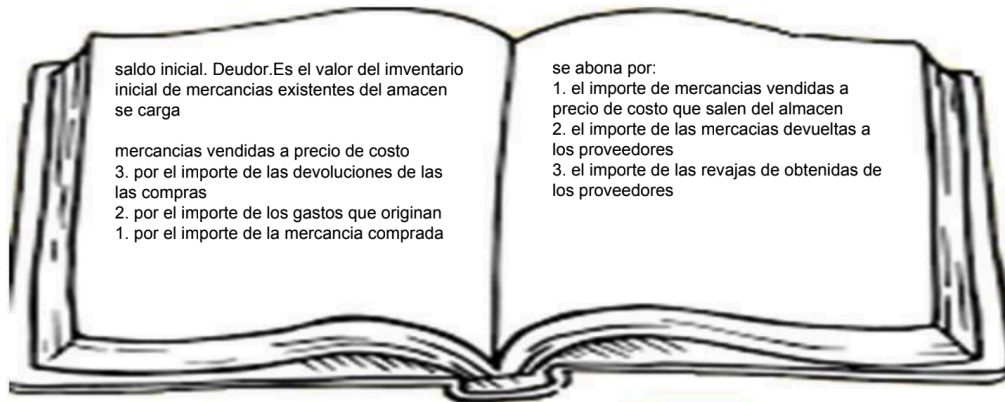 saldo inicial. Deudor.Es el valor del imventario
inicial de mercancias existentes del amacen
se carga
mercancias vendidas a precio de costo
3. por el importe de las devoluciones de las
las compras
2. por el importe de los gastos que originan
1. por el importe de la mercancia comprada
se abona por:
1. el importe de mercancias vendidas a
precio de costo que salen del almacen
2. el importe de las mercacias devueltas a
los proveedores
3. el importe de las revajas de obtenidas de
los proveedores